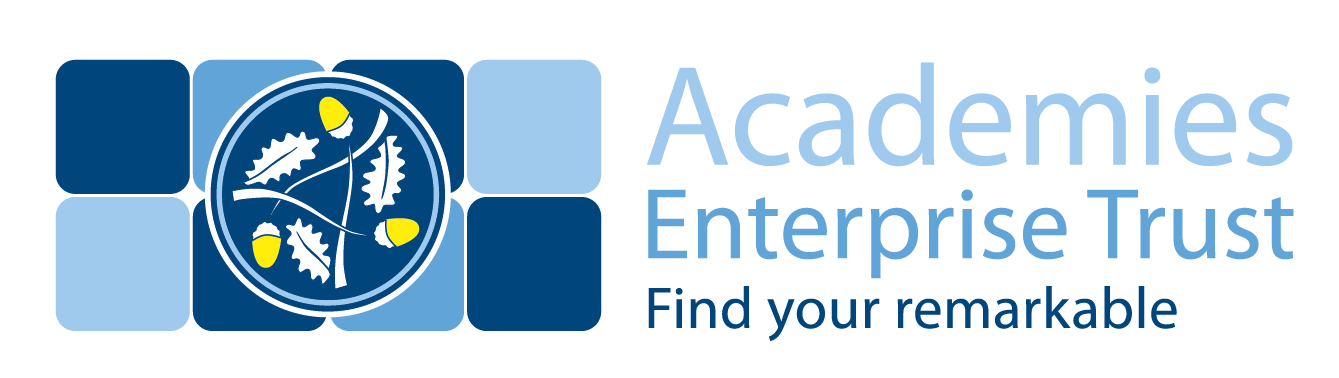 Academies
Enterprise Trust
Find your remarkable